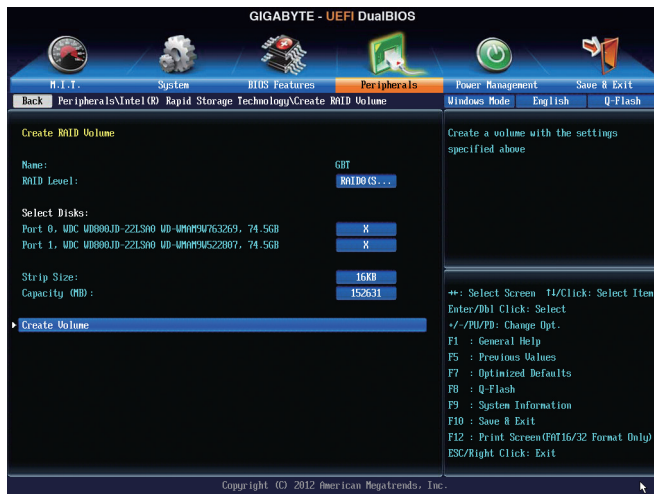 GIGABYTE - UEFI DualBIOS
M.I.T. System BIOS Features Peripherals Power Management Save & Exit
Back Peripherals\Intel(R) Rapid Storage Technology\Create RAID Volume Windows Mode English Q-Flash
Create RAID Volume
Name: GBT
RAID Level: RAID0(S...
Select Disks:
Port 0, WDC WD800JD-22LSA0 WD-WMAM9W763269, 74.5GB X
Port 1, WDC WD800JD-22LSA0 WD-WMAM9W522807, 74.5GB X
Strip Size: 16KB
Capacity (MB): 152631
Create Volume
Create a volume with the settings
specified above
↔: Select Screen ↑↓/Click: Select Item
Enter/Dbl Click: Select
+/-/PU/PD: Change Opt.
F1 : General Help
F5 : Previous Values
F7 : Optimized Defaults
F8 : Q-Flash
F9 : System Information
F10 : Save & Exit
F12 : Print Screen(FAT16/32 Format Only)
ESC/Right Click: Exit
Copyright (C) 2012 American Megatrends, Inc.